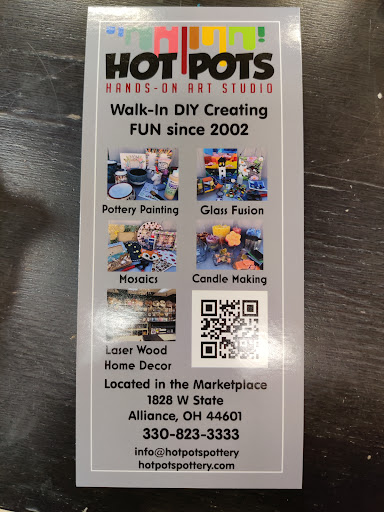 HOT POTS
HANDS-ON ART STUDIO
Walk-In DIY Creating
FUN since 2002
Pottery Painting
Glass Fusion
Mosaics
Candle Making
Laser Wood
Home Decor
Located in the Marketplace
1828 W State
Alliance, OH 44601
330-823-3333
info@hotpotspottery
hotpotspottery.com